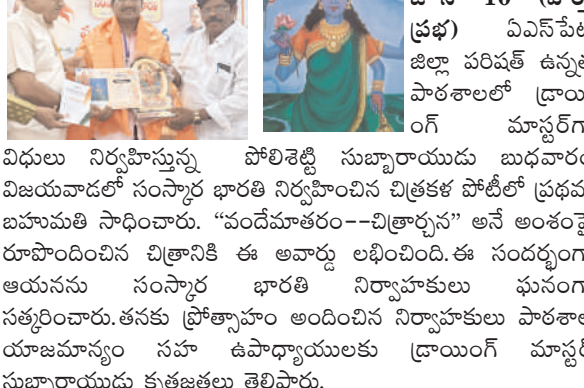 ప్రభ) ఏఎస్‌పేట
జిల్లా పరిషత్ ఉన్నత
పాఠశాలలో డ్రాయి
ంగ్ మాస్టర్‌గా
విధులు నిర్వహిస్తున్న పోలిశెట్టి సుబ్బారాయుడు బుధవారం
విజయవాడలో సంస్కార భారతి నిర్వహించిన చిత్రకళ పోటీలో ప్రథమ
బహుమతి సాధించారు. “వందేమాతరం--చిత్రార్చన” అనే అంశంపై
రూపొందించిన చిత్రానికి ఈ అవార్డు లభించింది.ఈ సందర్భంగా
ఆయనను సంస్కార భారతి నిర్వాహకులు ఘనంగా
సత్కరించారు.తనకు ప్రోత్సాహం అందించిన నిర్వాహకులు పాఠశాల
యాజమాన్యం సహ ఉపాధ్యాయులకు డ్రాయింగ్ మాస్టర్
సుబ్బారాయుడు కృతజ్ఞతలు తెలిపారు.